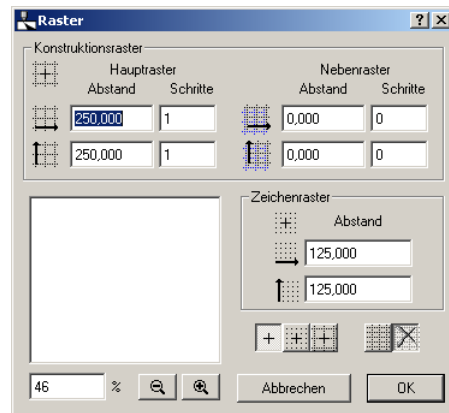 Raster
Konstruktionsraster
Hauptraster Nebenraster
Abstand Schritte Abstand Schritte
250,000 1 0,000 0
250,000 1 0,000 0
Zeichenraster
Abstand
125,000
125,000
46 % Abbrechen OK